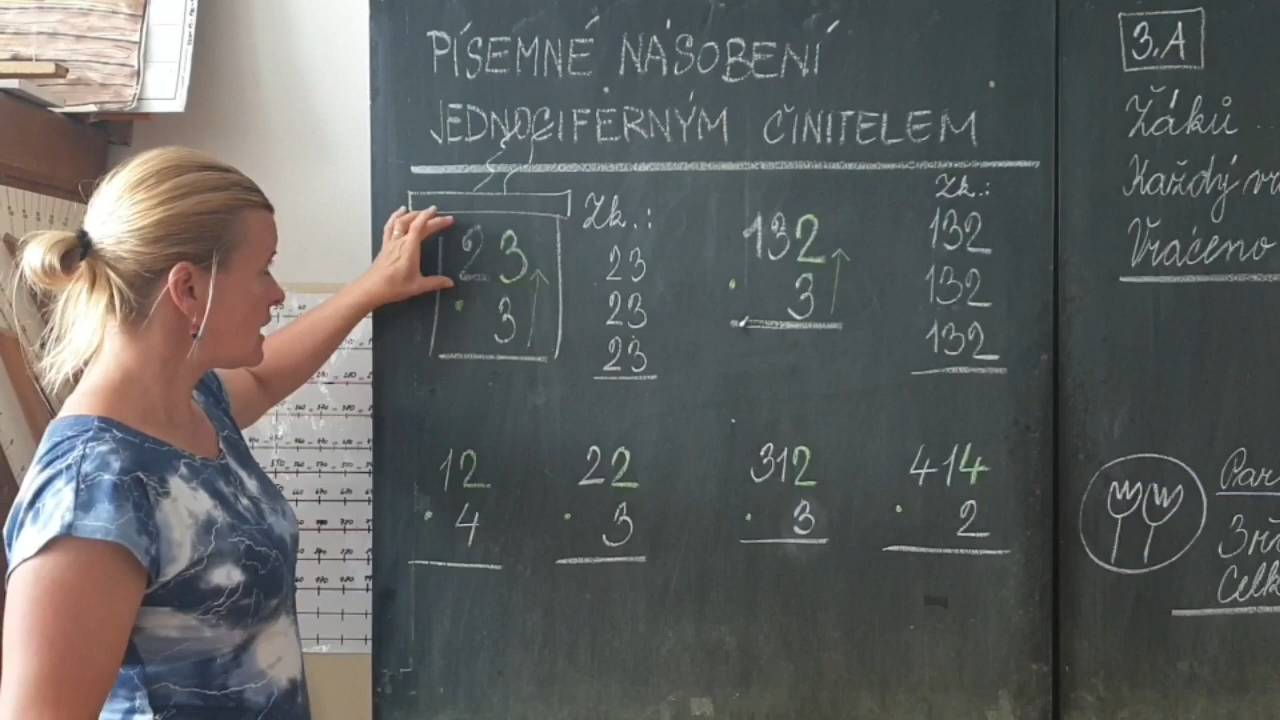 PÍSEMNÉ NÁSOBENÍ
JEDNOCIFERNÝM ČINITELEM
23
· 3
Zk.:
23
23
23
132
· 3
Zk.:
132
132
132
12
· 4
22
· 3
312
· 3
414
· 2
3.A
Žáků
Každý
Vráceno